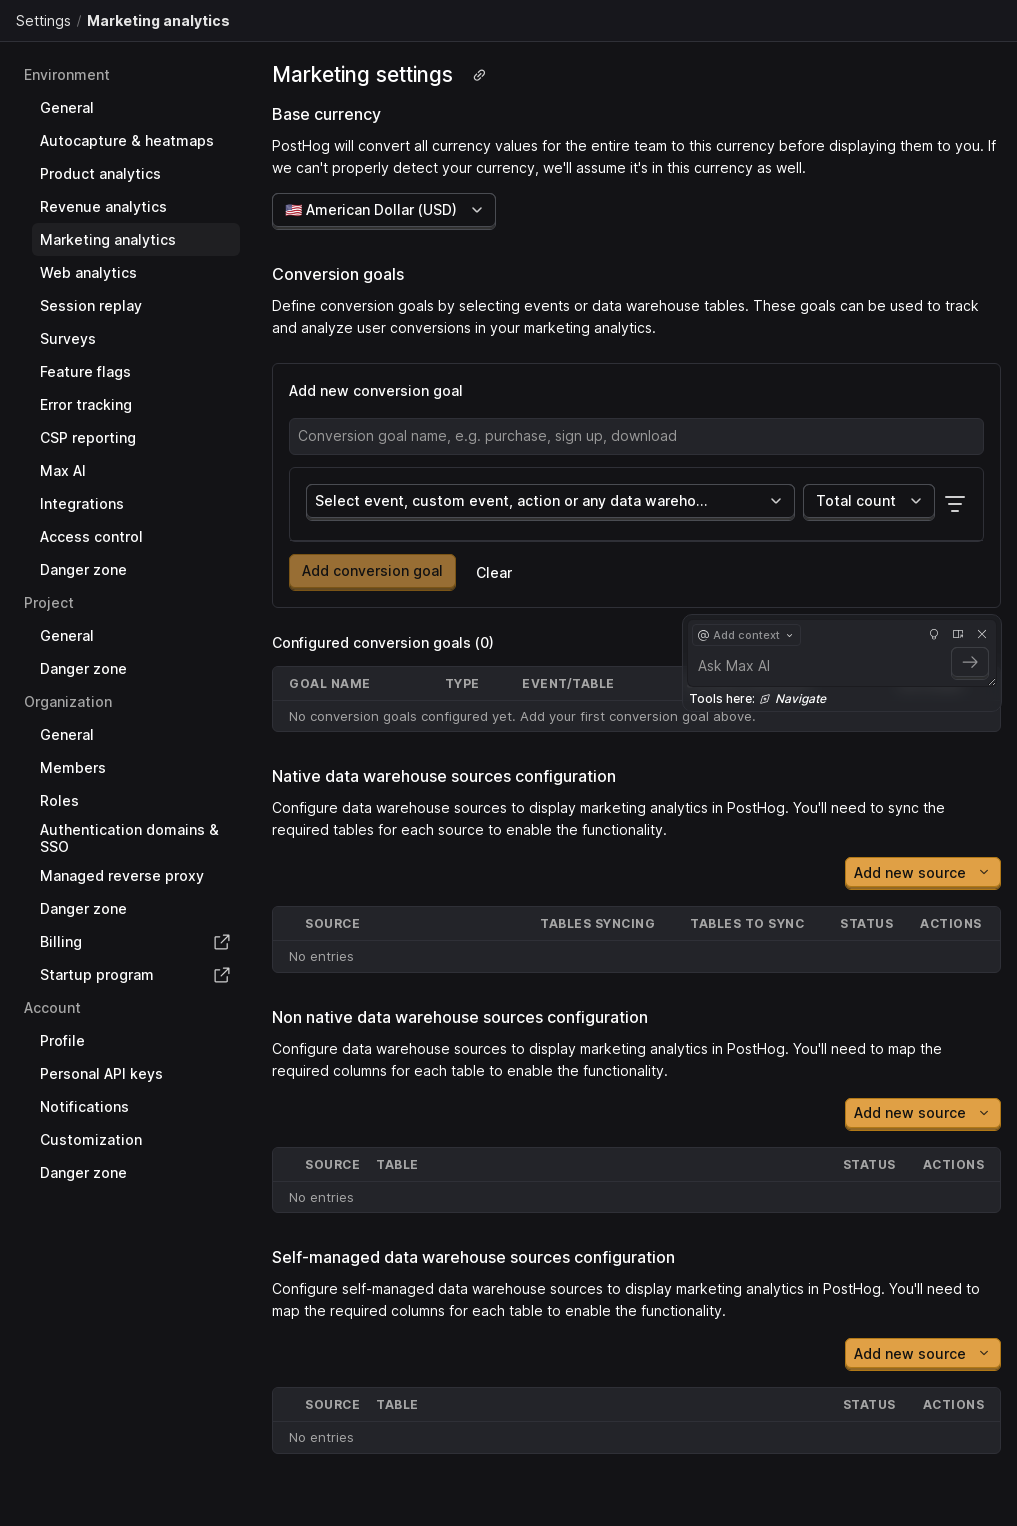 Settings / Marketing analytics
Environment
General
Autocapture & heatmaps
Product analytics
Revenue analytics
Marketing analytics
Web analytics
Session replay
Surveys
Feature flags
Error tracking
CSP reporting
Max AI
Integrations
Access control
Danger zone
Project
General
Danger zone
Organization
General
Members
Roles
Authentication domains &
SSO
Managed reverse proxy
Danger zone
Billing
Startup program
Account
Profile
Personal API keys
Notifications
Customization
Danger zone
Marketing settings
Base currency
PostHog will convert all currency values for the entire team to this currency before displaying them to you. If
we can't properly detect your currency, we'll assume it's in this currency as well.
🇺🇸 American Dollar (USD)
Conversion goals
Define conversion goals by selecting events or data warehouse tables. These goals can be used to track
and analyze user conversions in your marketing analytics.
Add new conversion goal
Conversion goal name, e.g. purchase, sign up, download
Select event, custom event, action or any data wareho... Total count
Add conversion goal Clear
Configured conversion goals (0)
GOAL NAME TYPE EVENT/TABLE
No conversion goals configured yet. Add your first conversion goal above.
@ Add context
Ask Max AI
Tools here: Navigate
Native data warehouse sources configuration
Configure data warehouse sources to display marketing analytics in PostHog. You'll need to sync the
required tables for each source to enable the functionality.
Add new source
SOURCE TABLES SYNCING TABLES TO SYNC STATUS ACTIONS
No entries
Non native data warehouse sources configuration
Configure data warehouse sources to display marketing analytics in PostHog. You'll need to map the
required columns for each table to enable the functionality.
Add new source
SOURCE TABLE STATUS ACTIONS
No entries
Self-managed data warehouse sources configuration
Configure self-managed data warehouse sources to display marketing analytics in PostHog. You'll need to
map the required columns for each table to enable the functionality.
Add new source
SOURCE TABLE STATUS ACTIONS
No entries